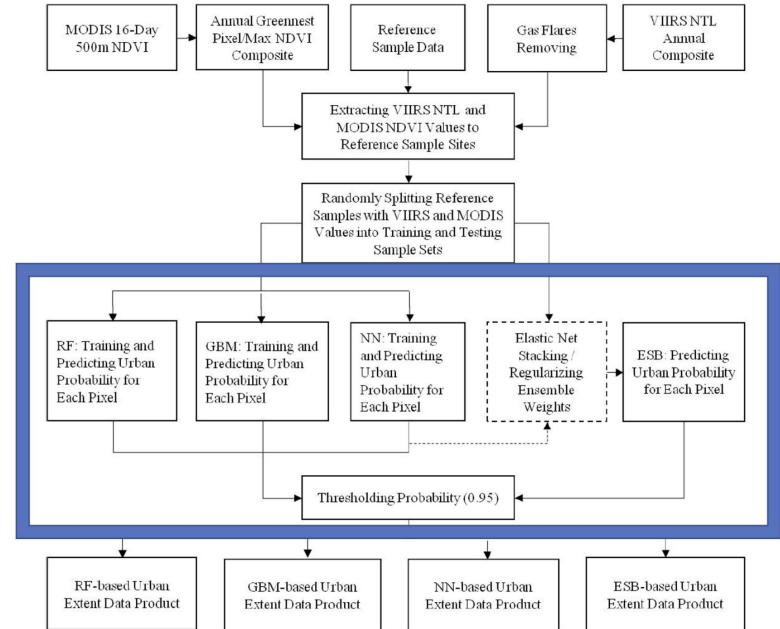 MODIS 16-Day
500m NDVI
Annual Greennest
Pixel/Max NDVI
Composite
Reference
Sample Data
Gas Flares
Removing
VIIRS NTL
Annual
Composite
Extracting VIIRS NTL and
MODIS NDVI Values to
Reference Sample Sites
Randomly Splitting Reference
Samples with VIIRS and MODIS
Values into Training and Testing
Sample Sets
RF: Training and
Predicting Urban
Probability for
Each Pixel
GBM: Training and
Predicting Urban
Probability for
Each Pixel
NN: Training
and Predicting
Urban
Probability for
Each Pixel
Elastic Net
Stacking /
Regularizing
Ensemble
Weights
ESB: Predicting
Urban Probability
for Each Pixel
Thresholding Probability (0.95)
RF-based Urban
Extent Data Product
GBM-based Urban
Extent Data Product
NN-based Urban
Extent Data Product
ESB-based Urban
Extent Data Product